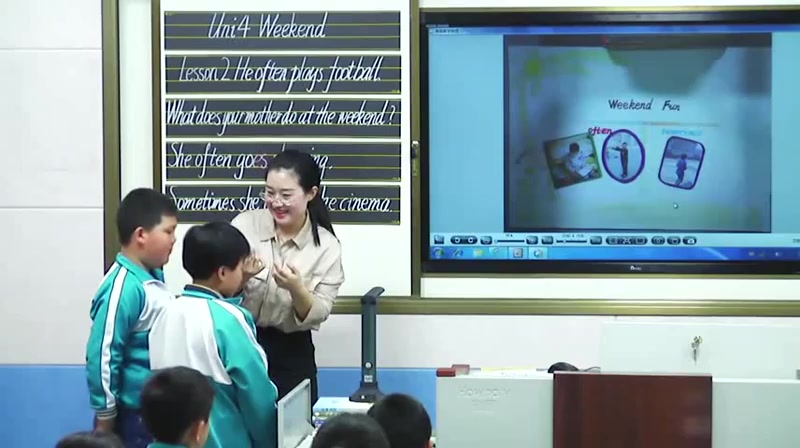 Uni4 Weekend
Lesson 2 He often plays football.
What does you mother do at the weekend?
She often goes
Sometimes she the cinema.
Weekend Fun
often